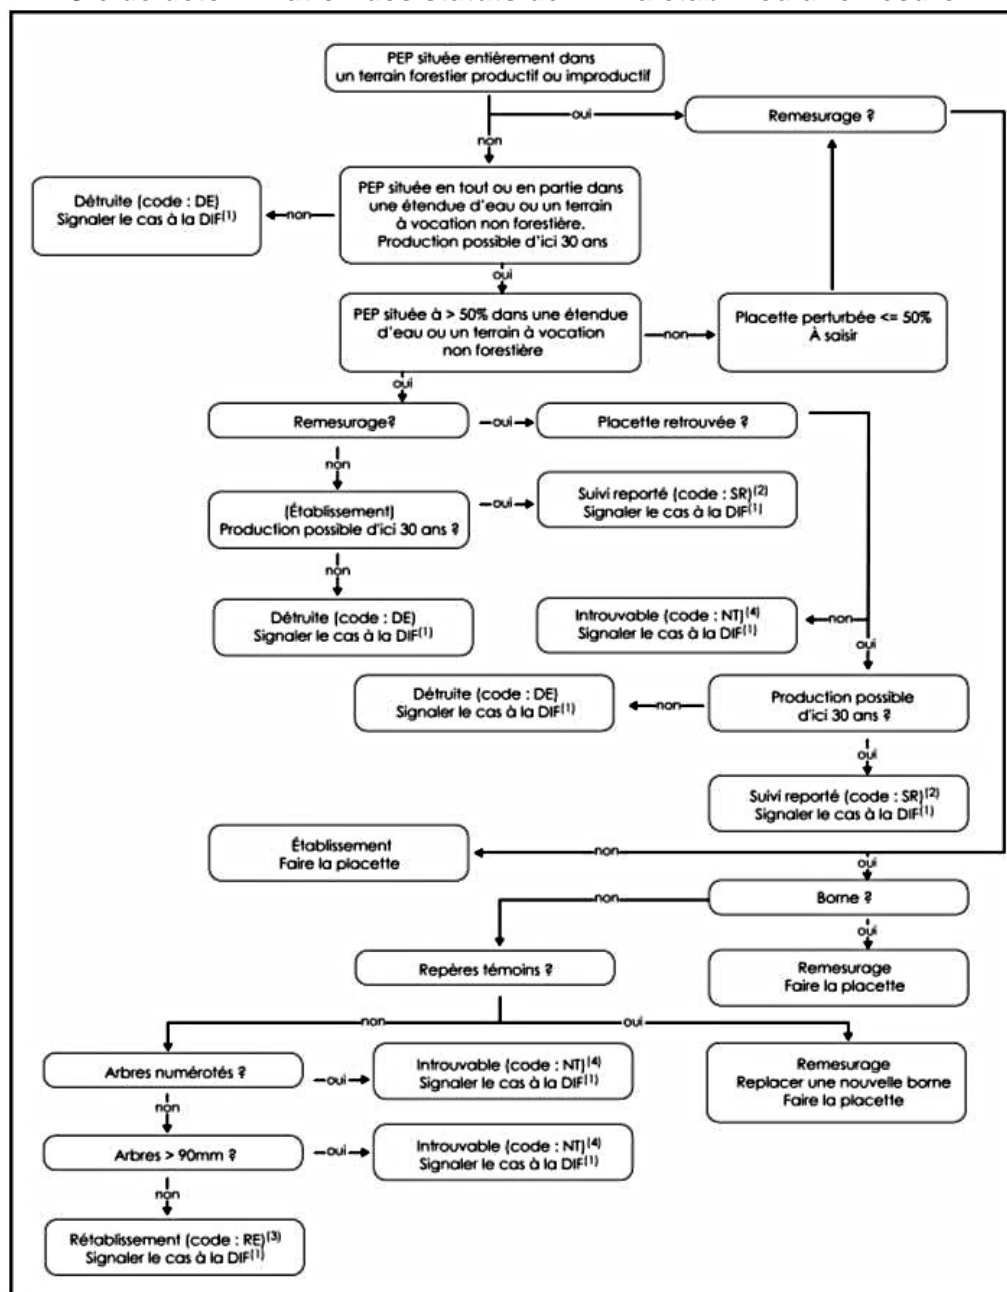 PEP située entièrement dans
un terrain forestier productif ou improductif
oui
Remesurage ?
non
PEP située en tout ou en partie dans
une étendue d'eau ou un terrain
à vocation non forestière.
Production possible d'ici 30 ans
non
Détruite (code : DE)
Signaler le cas à la DIF(1)
oui
PEP située à > 50% dans une étendue
d'eau ou un terrain à vocation
non forestière
non
Placette perturbée <= 50%
À saisir
oui
Remesurage?
oui
Placette retrouvée ?
non
(Établissement)
Production possible d'ici 30 ans ?
oui
Suivi reporté (code : SR)(2)
Signaler le cas à la DIF(1)
non
Détruite (code : DE)
Signaler le cas à la DIF(1)
Introuvable (code : NT)(4)
Signaler le cas à la DIF(1)
non
oui
Détruite (code : DE)
Signaler le cas à la DIF(1)
non
Production possible
d'ici 30 ans ?
oui
Suivi reporté (code : SR)(2)
Signaler le cas à la DIF(1)
Établissement
Faire la placette
non
oui
Borne ?
non
oui
Remesurage
Faire la placette
Repères témoins ?
non
oui
Arbres numérotés ?
oui
Introuvable (code : NT)(4)
Signaler le cas à la DIF(1)
Remesurage
Replacer une nouvelle borne
Faire la placette
non
Arbres > 90mm ?
oui
Introuvable (code : NT)(4)
Signaler le cas à la DIF(1)
non
Rétablissement (code : RE)(3)
Signaler le cas à la DIF(1)